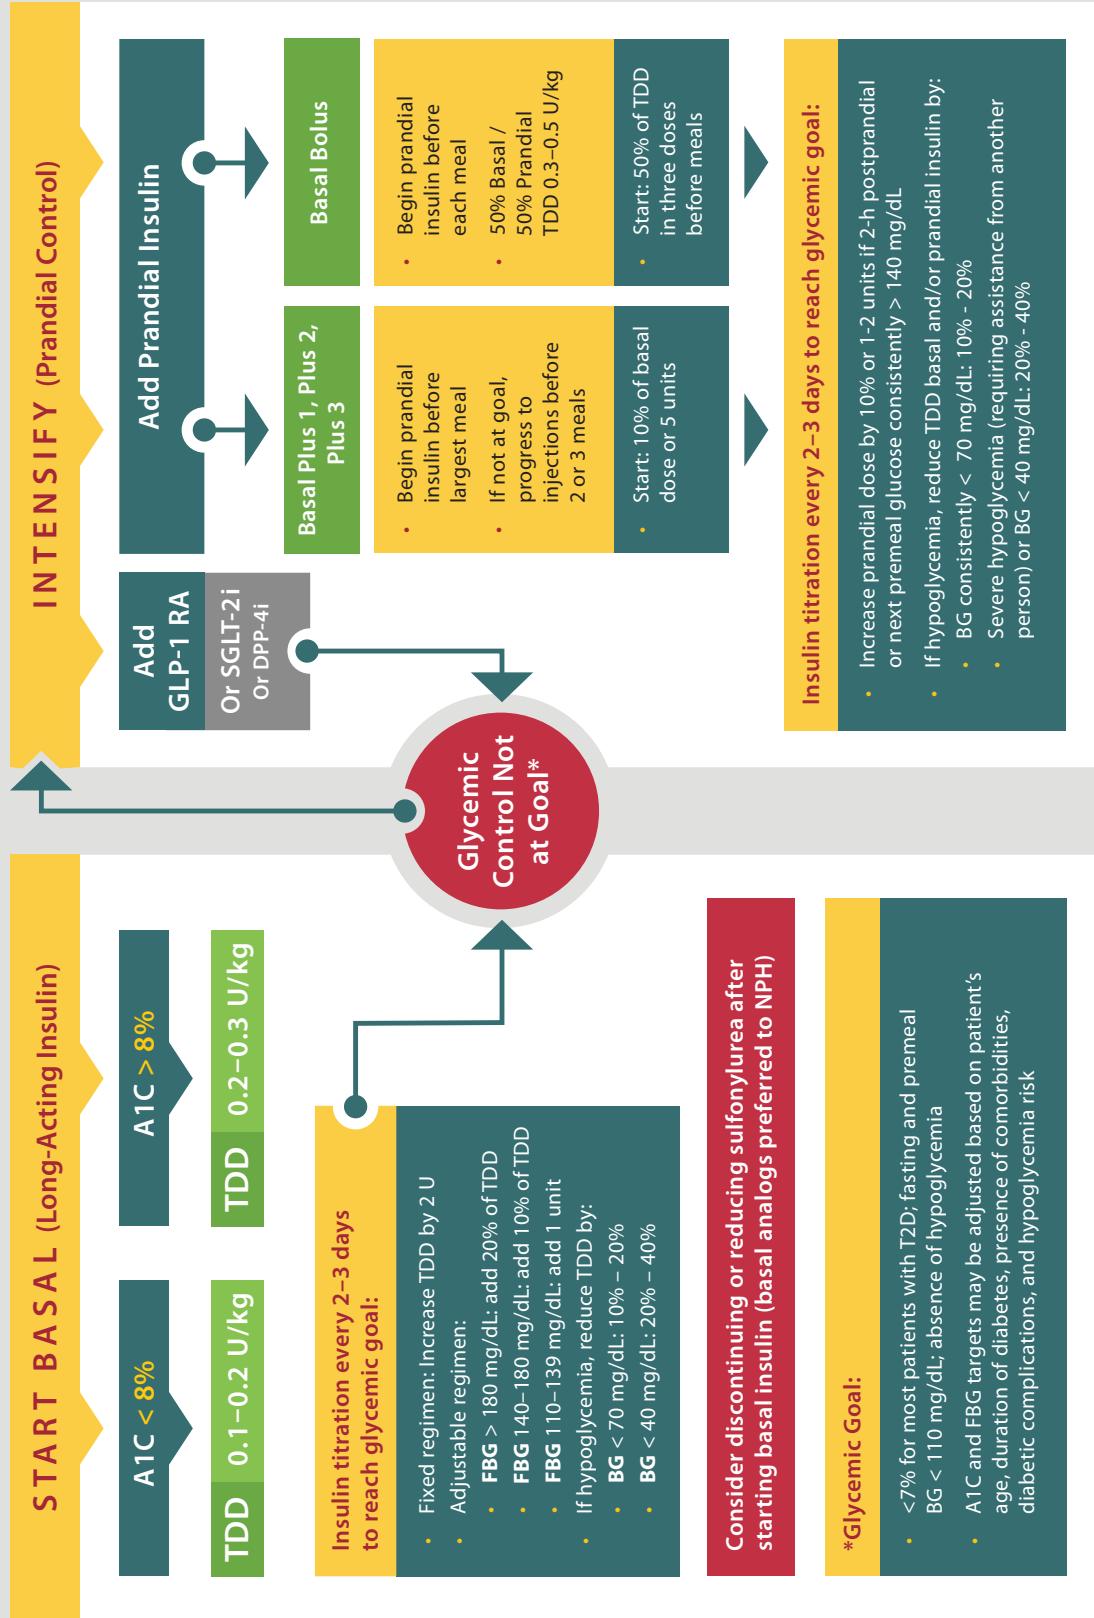 START BASAL (Long-Acting Insulin)
A1C < 8%
A1C > 8%
TDD 0.1–0.2 U/kg
TDD 0.2–0.3 U/kg
Insulin titration every 2–3 days
to reach glycemic goal:
• Fixed regimen: Increase TDD by 2 U
• Adjustable regimen:
• FBG > 180 mg/dL: add 20% of TDD
• FBG 140–180 mg/dL: add 10% of TDD
• FBG 110–139 mg/dL: add 1 unit
• If hypoglycemia, reduce TDD by:
• BG < 70 mg/dL: 10% – 20%
• BG < 40 mg/dL: 20% – 40%
Consider discontinuing or reducing sulfonylurea after
starting basal insulin (basal analogs preferred to NPH)
*Glycemic Goal:
• <7% for most patients with T2D; fasting and premeal
BG < 110 mg/dL; absence of hypoglycemia
• A1C and FBG targets may be adjusted based on patient's
age, duration of diabetes, presence of comorbidities,
diabetic complications, and hypoglycemia risk
Glycemic
Control Not
at Goal*
INTENSIFY (Prandial Control)
Add
GLP-1 RA
Or SGLT-2i
Or DPP-4i
Add Prandial Insulin
Basal Plus 1, Plus 2,
Plus 3
• Begin prandial
insulin before
largest meal
• If not at goal,
progress to
injections before
2 or 3 meals
• Start: 10% of basal
dose or 5 units
Basal Bolus
• Begin prandial
insulin before
each meal
• 50% Basal /
50% Prandial
TDD 0.3–0.5 U/kg
• Start: 50% of TDD
in three doses
before meals
Insulin titration every 2–3 days to reach glycemic goal:
• Increase prandial dose by 10% or 1-2 units if 2-h postprandial
or next premeal glucose consistently > 140 mg/dL
• If hypoglycemia, reduce TDD basal and/or prandial insulin by:
• BG consistently < 70 mg/dL: 10% - 20%
• Severe hypoglycemia (requiring assistance from another
person) or BG < 40 mg/dL: 20% - 40%